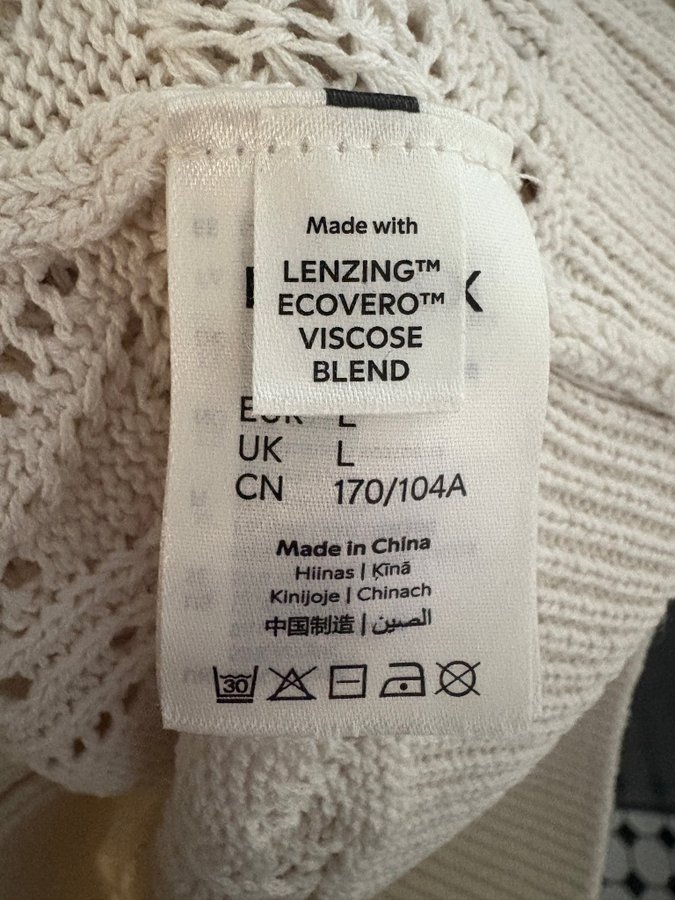 Made with
LENZING™
ECOVERO™
VISCOSE
BLEND
EUR L
UK L
CN 170/104A
Made in China
Hiinas | Ķīnā
Kinijoje | Chinach
中国制造 | الصين
30